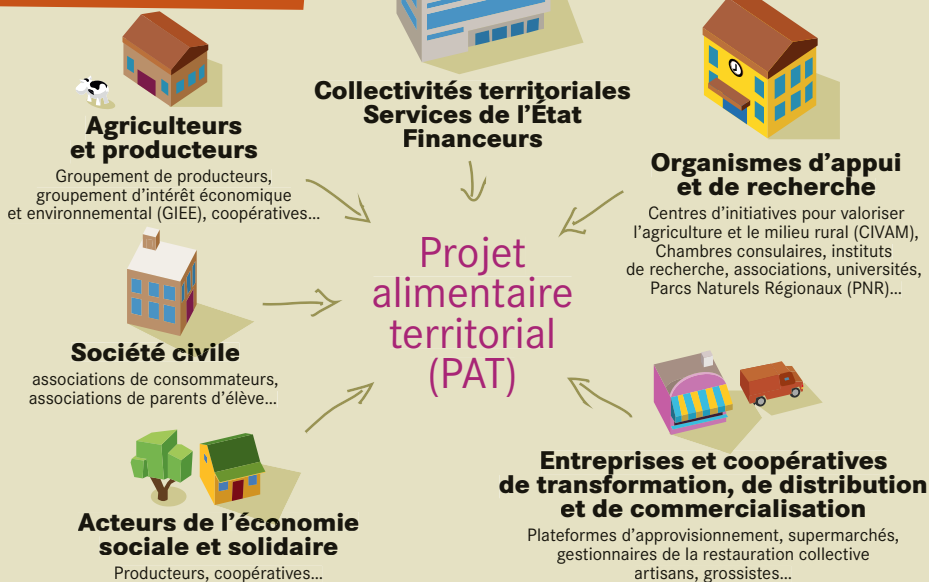 Collectivités territoriales
Services de l'État
Financeurs
Agriculteurs
et producteurs
Groupement de producteurs,
groupement d'intérêt économique
et environnemental (GIEE), coopératives...
Organismes d'appui
et de recherche
Centres d'initiatives pour valoriser
l'agriculture et le milieu rural (CIVAM),
Chambres consulaires, instituts
de recherche, associations, universités,
Parcs Naturels Régionaux (PNR)...
Projet
alimentaire
territorial
(PAT)
Société civile
associations de consommateurs,
associations de parents d'élève...
Acteurs de l'économie
sociale et solidaire
Producteurs, coopératives...
Entreprises et coopératives
de transformation, de distribution
et de commercialisation
Plateformes d'approvisionnement, supermarchés,
gestionnaires de la restauration collective
artisans, grossistes...